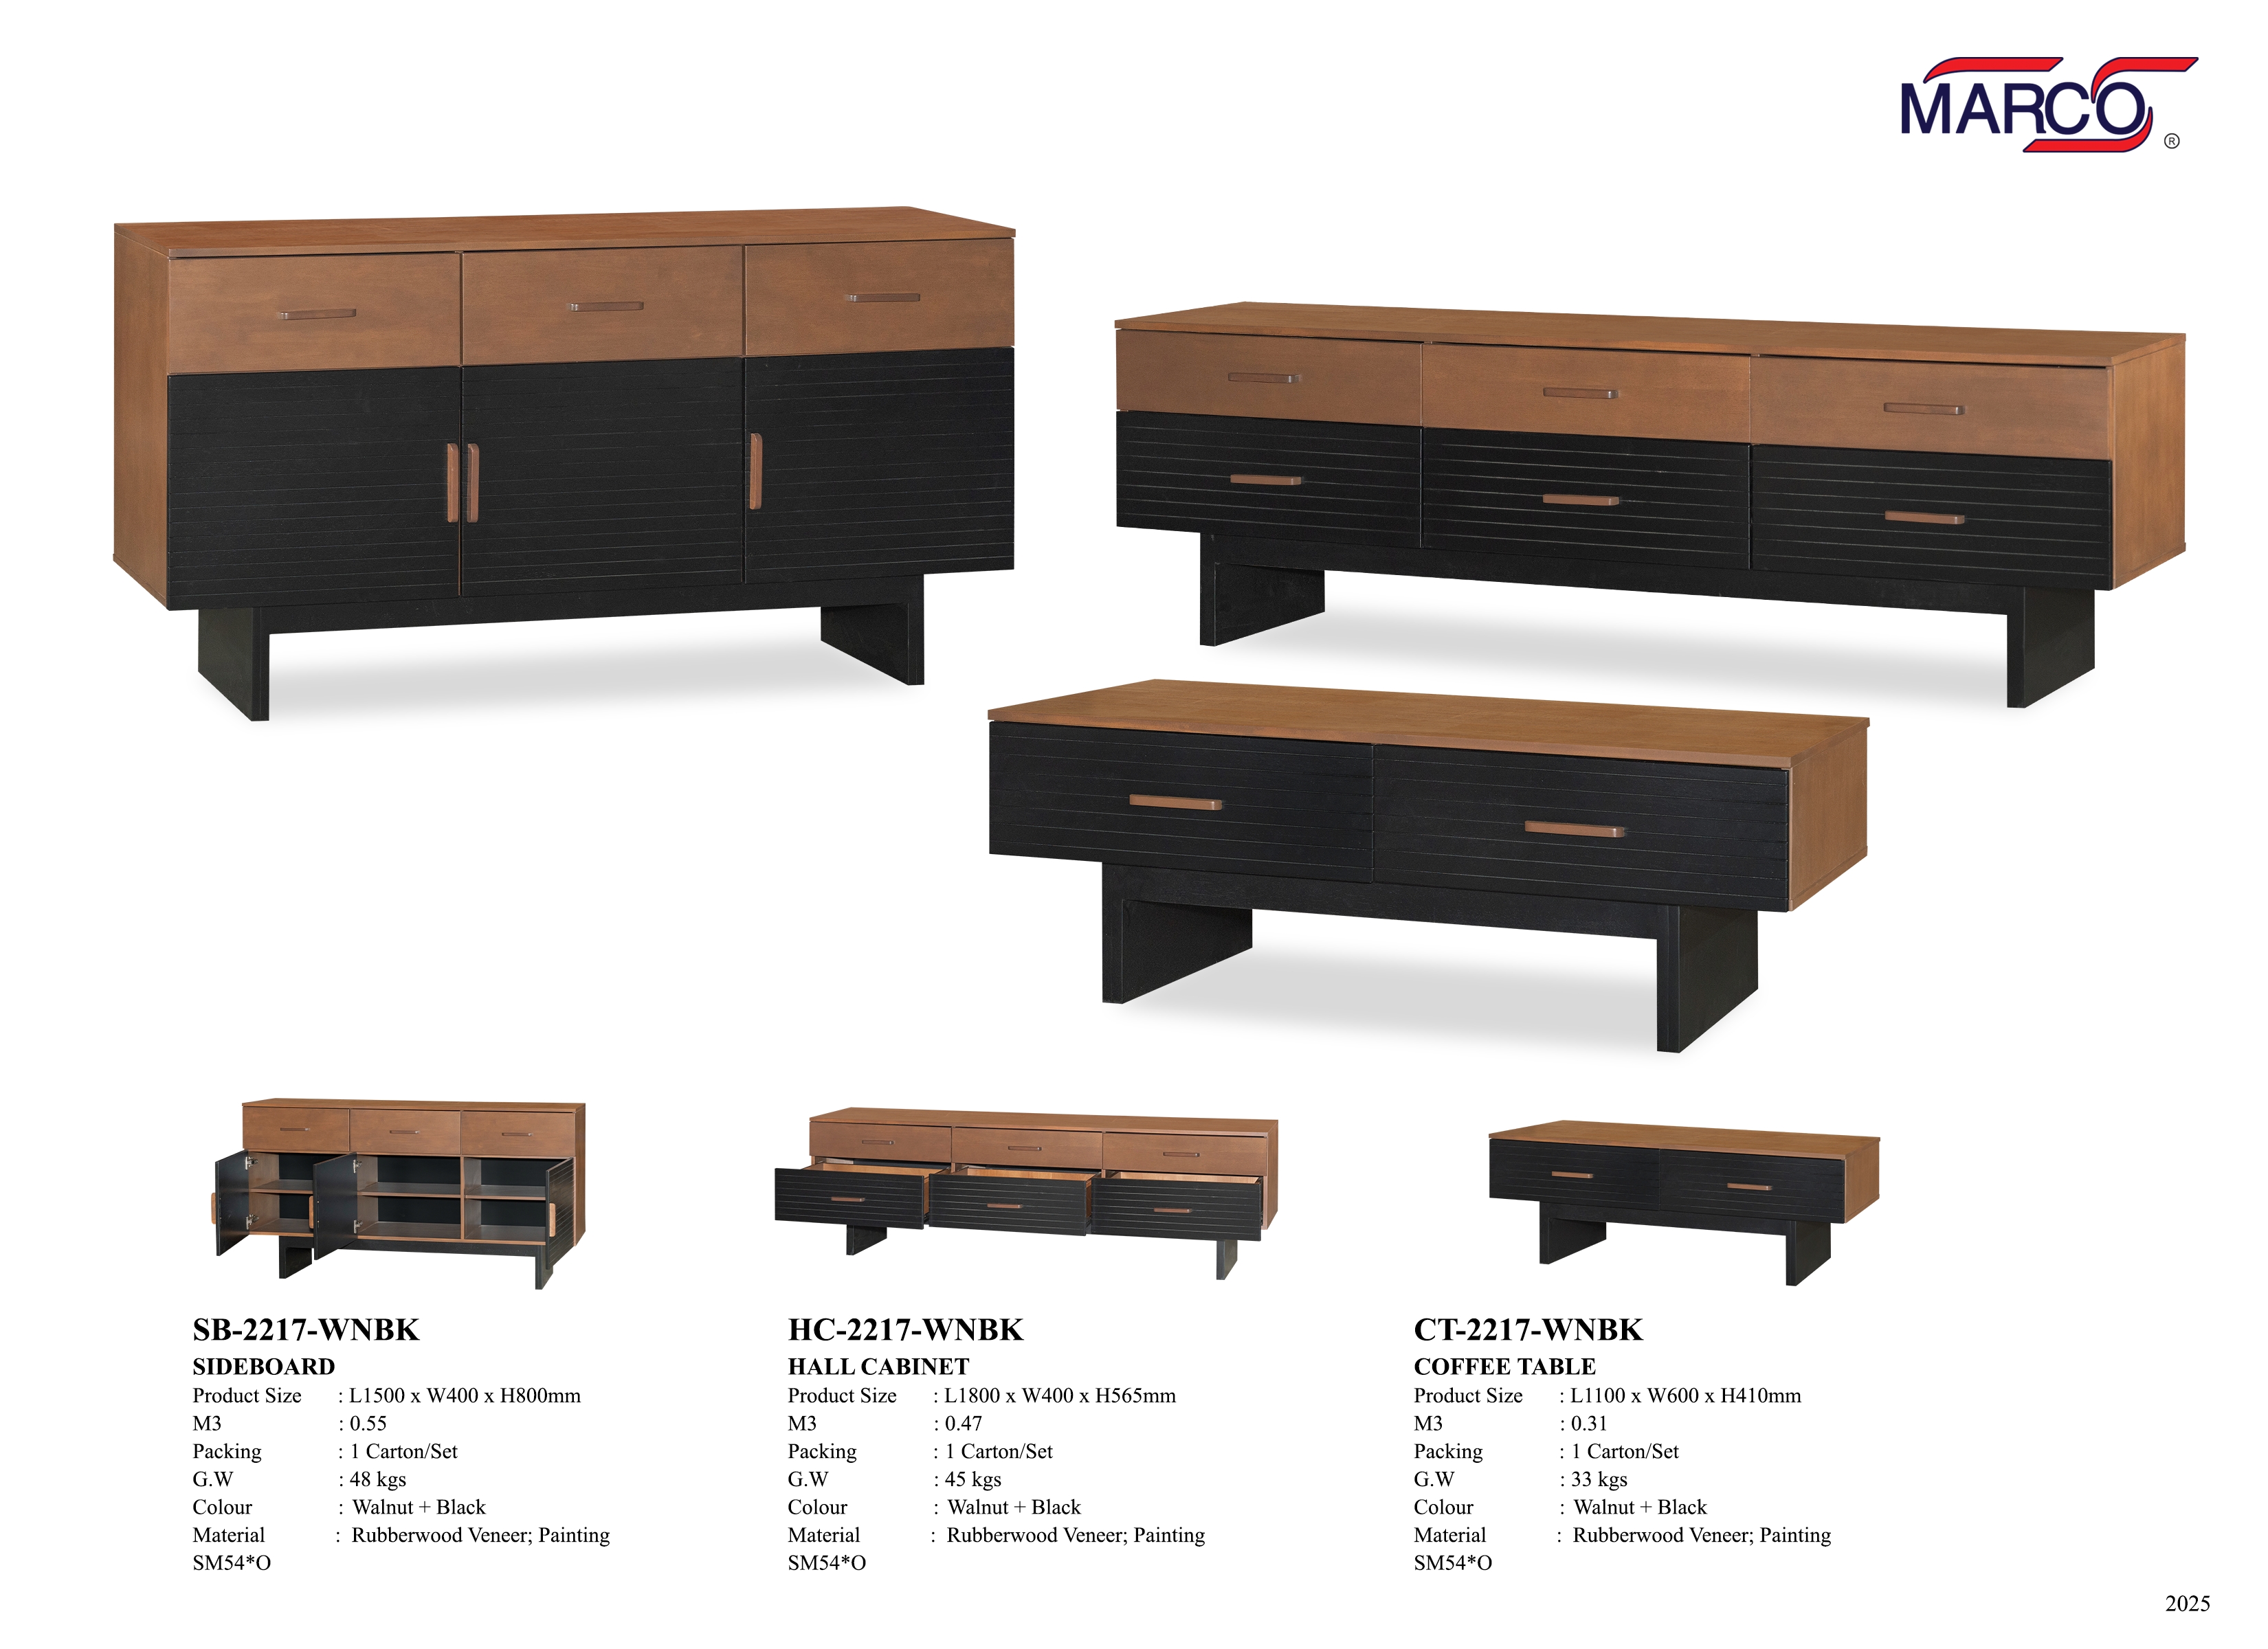 MARCO ®
SB-2217-WNBK
SIDEBOARD
Product Size : L1500 x W400 x H800mm
M3 : 0.55
Packing : 1 Carton/Set
G.W : 48 kgs
Colour : Walnut + Black
Material : Rubberwood Veneer; Painting
SM54*O
HC-2217-WNBK
HALL CABINET
Product Size : L1800 x W400 x H565mm
M3 : 0.47
Packing : 1 Carton/Set
G.W : 45 kgs
Colour : Walnut + Black
Material : Rubberwood Veneer; Painting
SM54*O
CT-2217-WNBK
COFFEE TABLE
Product Size : L1100 x W600 x H410mm
M3 : 0.31
Packing : 1 Carton/Set
G.W : 33 kgs
Colour : Walnut + Black
Material : Rubberwood Veneer; Painting
SM54*O
2025